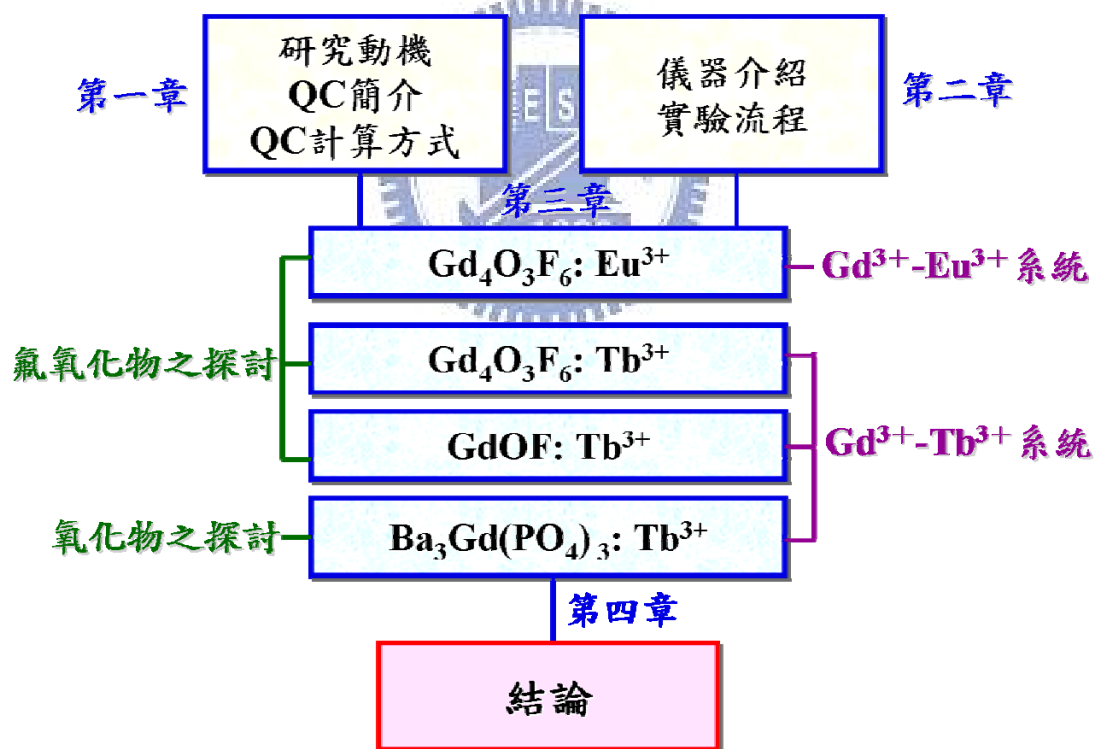 第一章
研究動機
QC簡介
QC計算方式
儀器介紹
實驗流程
第二章
第三章
Gd₄O₃F₆: Eu³⁺
Gd³⁺-Eu³⁺系統
氟氧化物之探討
Gd₄O₃F₆: Tb³⁺
GdOF: Tb³⁺
Gd³⁺-Tb³⁺系統
氧化物之探討
Ba₃Gd(PO₄)₃: Tb³⁺
第四章
結論